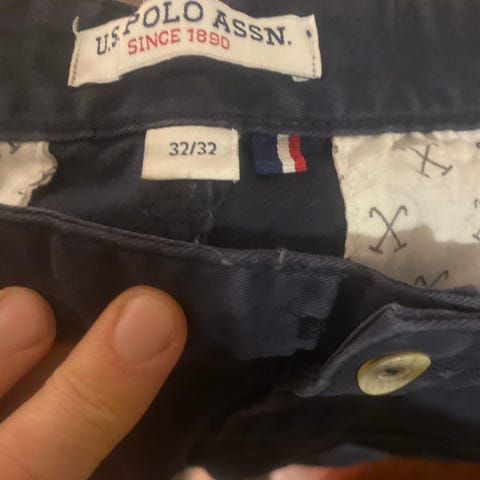 U.S. POLO ASSN.
SINCE 1890
32/32